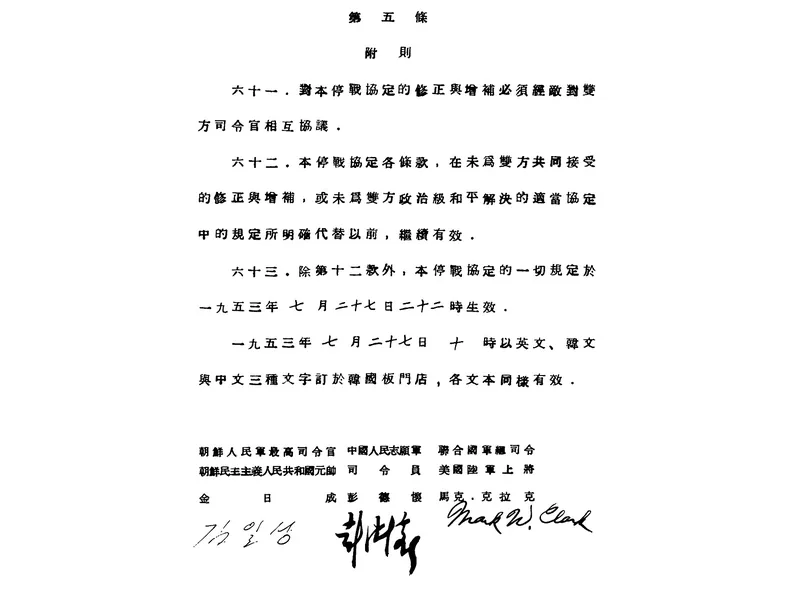 第五條
附則
六十一．對本停戰協定的修正與增補必須經敵對雙
方司令官相互協議．
六十二．本停戰協定各條款，在未爲雙方共同接受
的修正與增補，或未爲雙方政治級和平解決的適當協定
中的規定所明確代替以前，繼續有效．
六十三．除第十二款外，本停戰協定的一切規定於
一九五三年七月二十七日二十二時生效．
一九五三年七月二十七日十時以英文、韓文
與中文三種文字訂於韓國板門店，各文本同樣有效．
朝鮮人民軍最高司令官 中國人民志願軍 聯合國軍總司令
朝鮮民主主義人民共和國元帥 司令員 美國陸軍上將
金日成 彭德懷 馬克．克拉克
김일성 彭德懷 Mark W. Clark